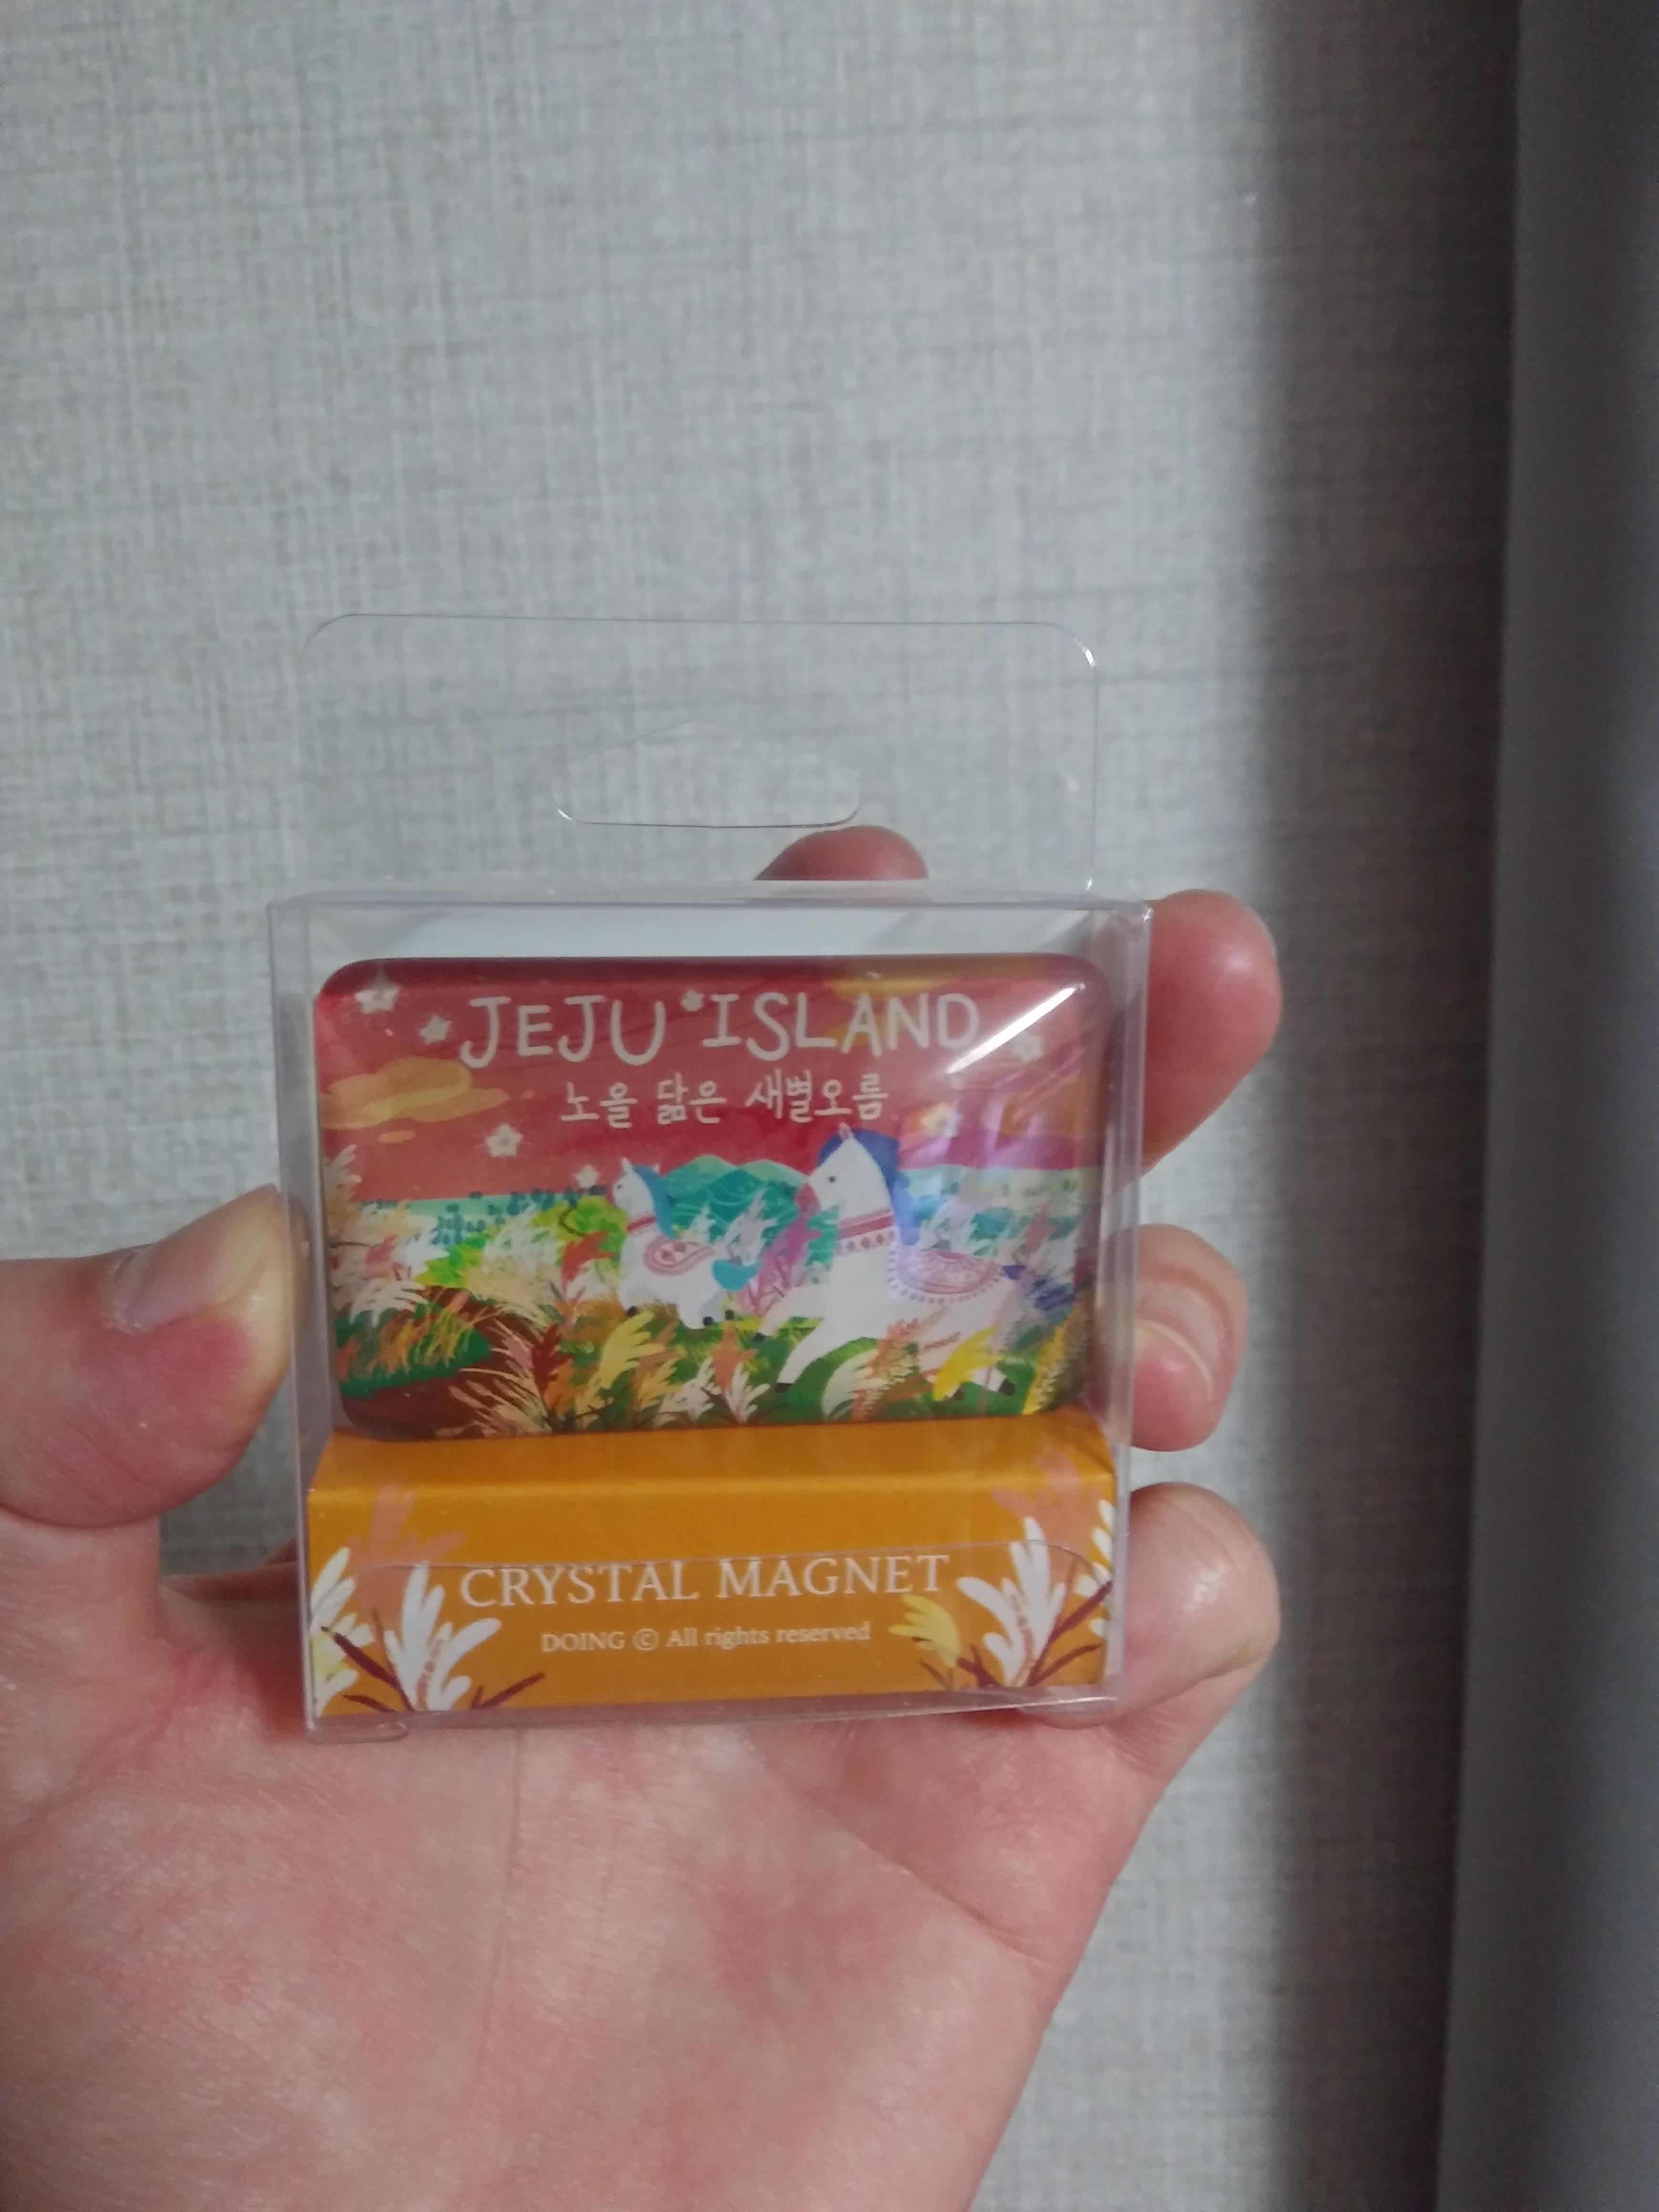 JEJU ISLAND
노을 닮은 새별오름
CRYSTAL MAGNET
DOING ⓒ All rights reserved